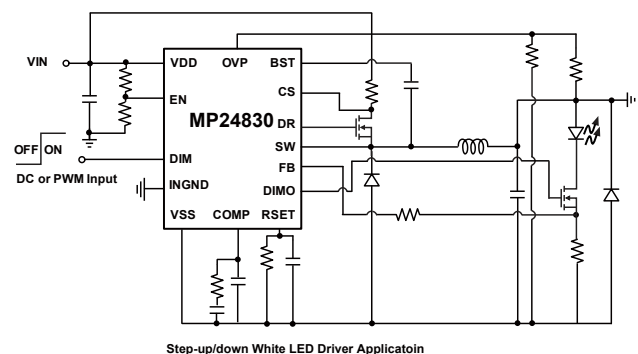 VIN
VDD
OVP
BST
EN
CS
MP24830
DR
OFF
ON
SW
DIM
FB
DC or PWM Input
INGND
DIMO
VSS
COMP
RSET
Step-up/down White LED Driver Applicatoin